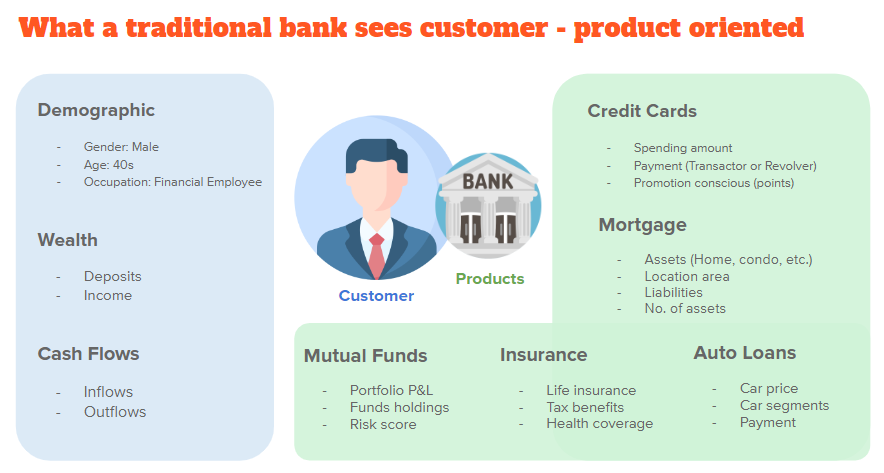 What a traditional bank sees customer - product oriented
Demographic
- Gender: Male
- Age: 40s
- Occupation: Financial Employee
Wealth
- Deposits
- Income
Cash Flows
- Inflows
- Outflows
BANK
Customer
Products
Credit Cards
- Spending amount
- Payment (Transactor or Revolver)
- Promotion conscious (points)
Mortgage
- Assets (Home, condo, etc.)
- Location area
- Liabilities
- No. of assets
Mutual Funds
- Portfolio P&L
- Funds holdings
- Risk score
Insurance
- Life insurance
- Tax benefits
- Health coverage
Auto Loans
- Car price
- Car segments
- Payment